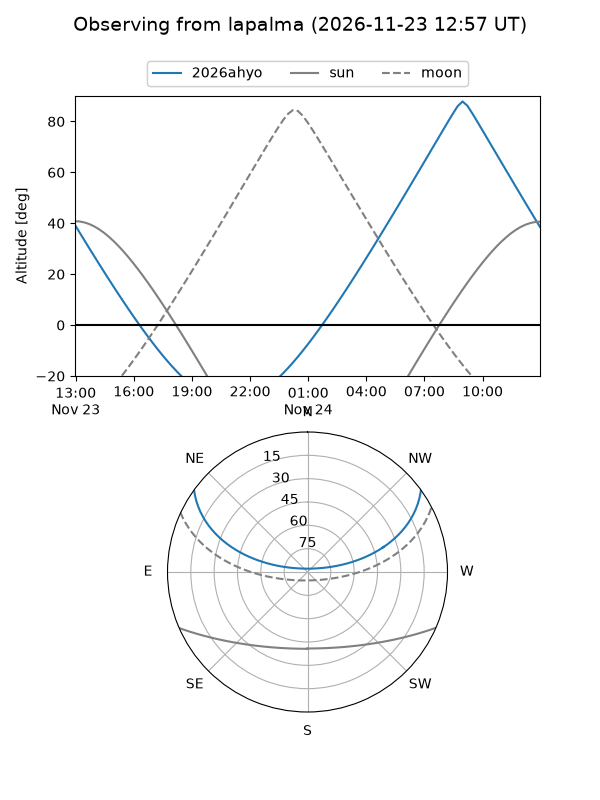 Observing from lapalma (2026-11-23 12:57 UT)
2026ahyo sun moon
Altitude [deg]
80
60
40
20
0
−20
13:00 16:00 19:00 22:00 01:00 04:00 07:00 10:00
Nov 23 Nov 24
N
NE NW
15
30
45
60
75
E W
SE SW
S